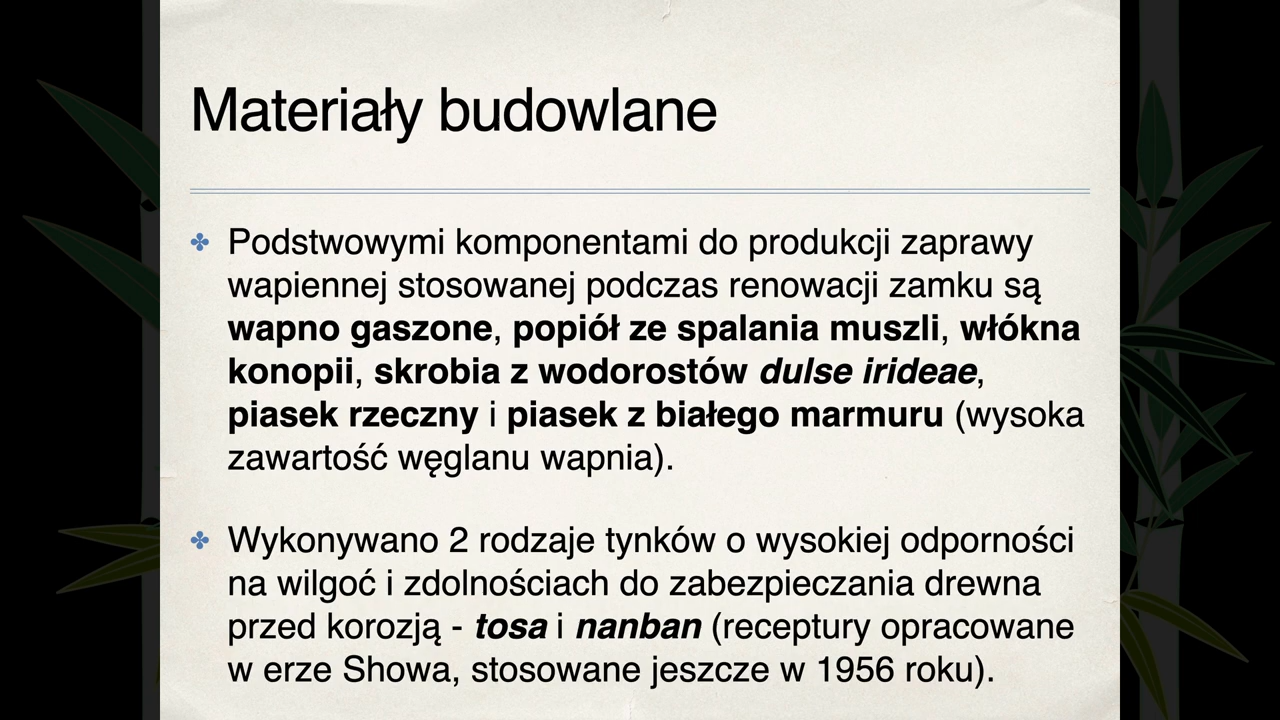 Materiały budowlane
Podstwowymi komponentami do produkcji zaprawy
wapiennej stosowanej podczas renowacji zamku są
wapno gaszone, popiół ze spalania muszli, włókna
konopii, skrobia z wodorostów dulse irideae,
piasek rzeczny i piasek z białego marmuru (wysoka
zawartość węglanu wapnia).
Wykonywano 2 rodzaje tynków o wysokiej odporności
na wilgoć i zdolnościach do zabezpieczania drewna
przed korozją - tosa i nanban (receptury opracowane
w erze Showa, stosowane jeszcze w 1956 roku).